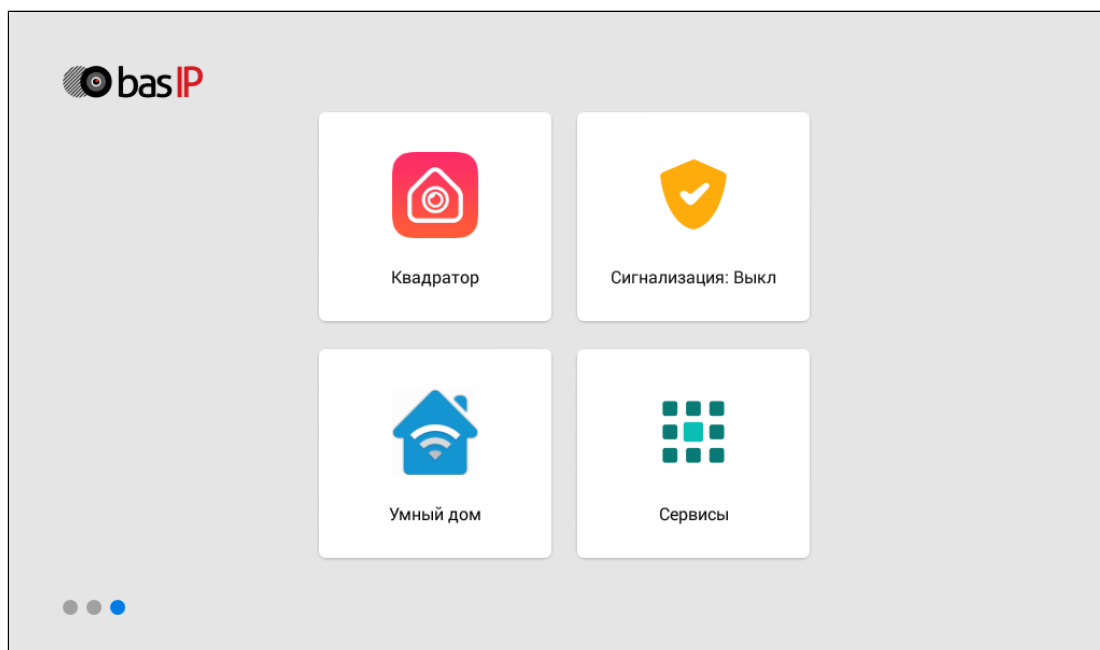 basIP
Квадратор
Сигнализация: Выкл
Умный дом
Сервисы